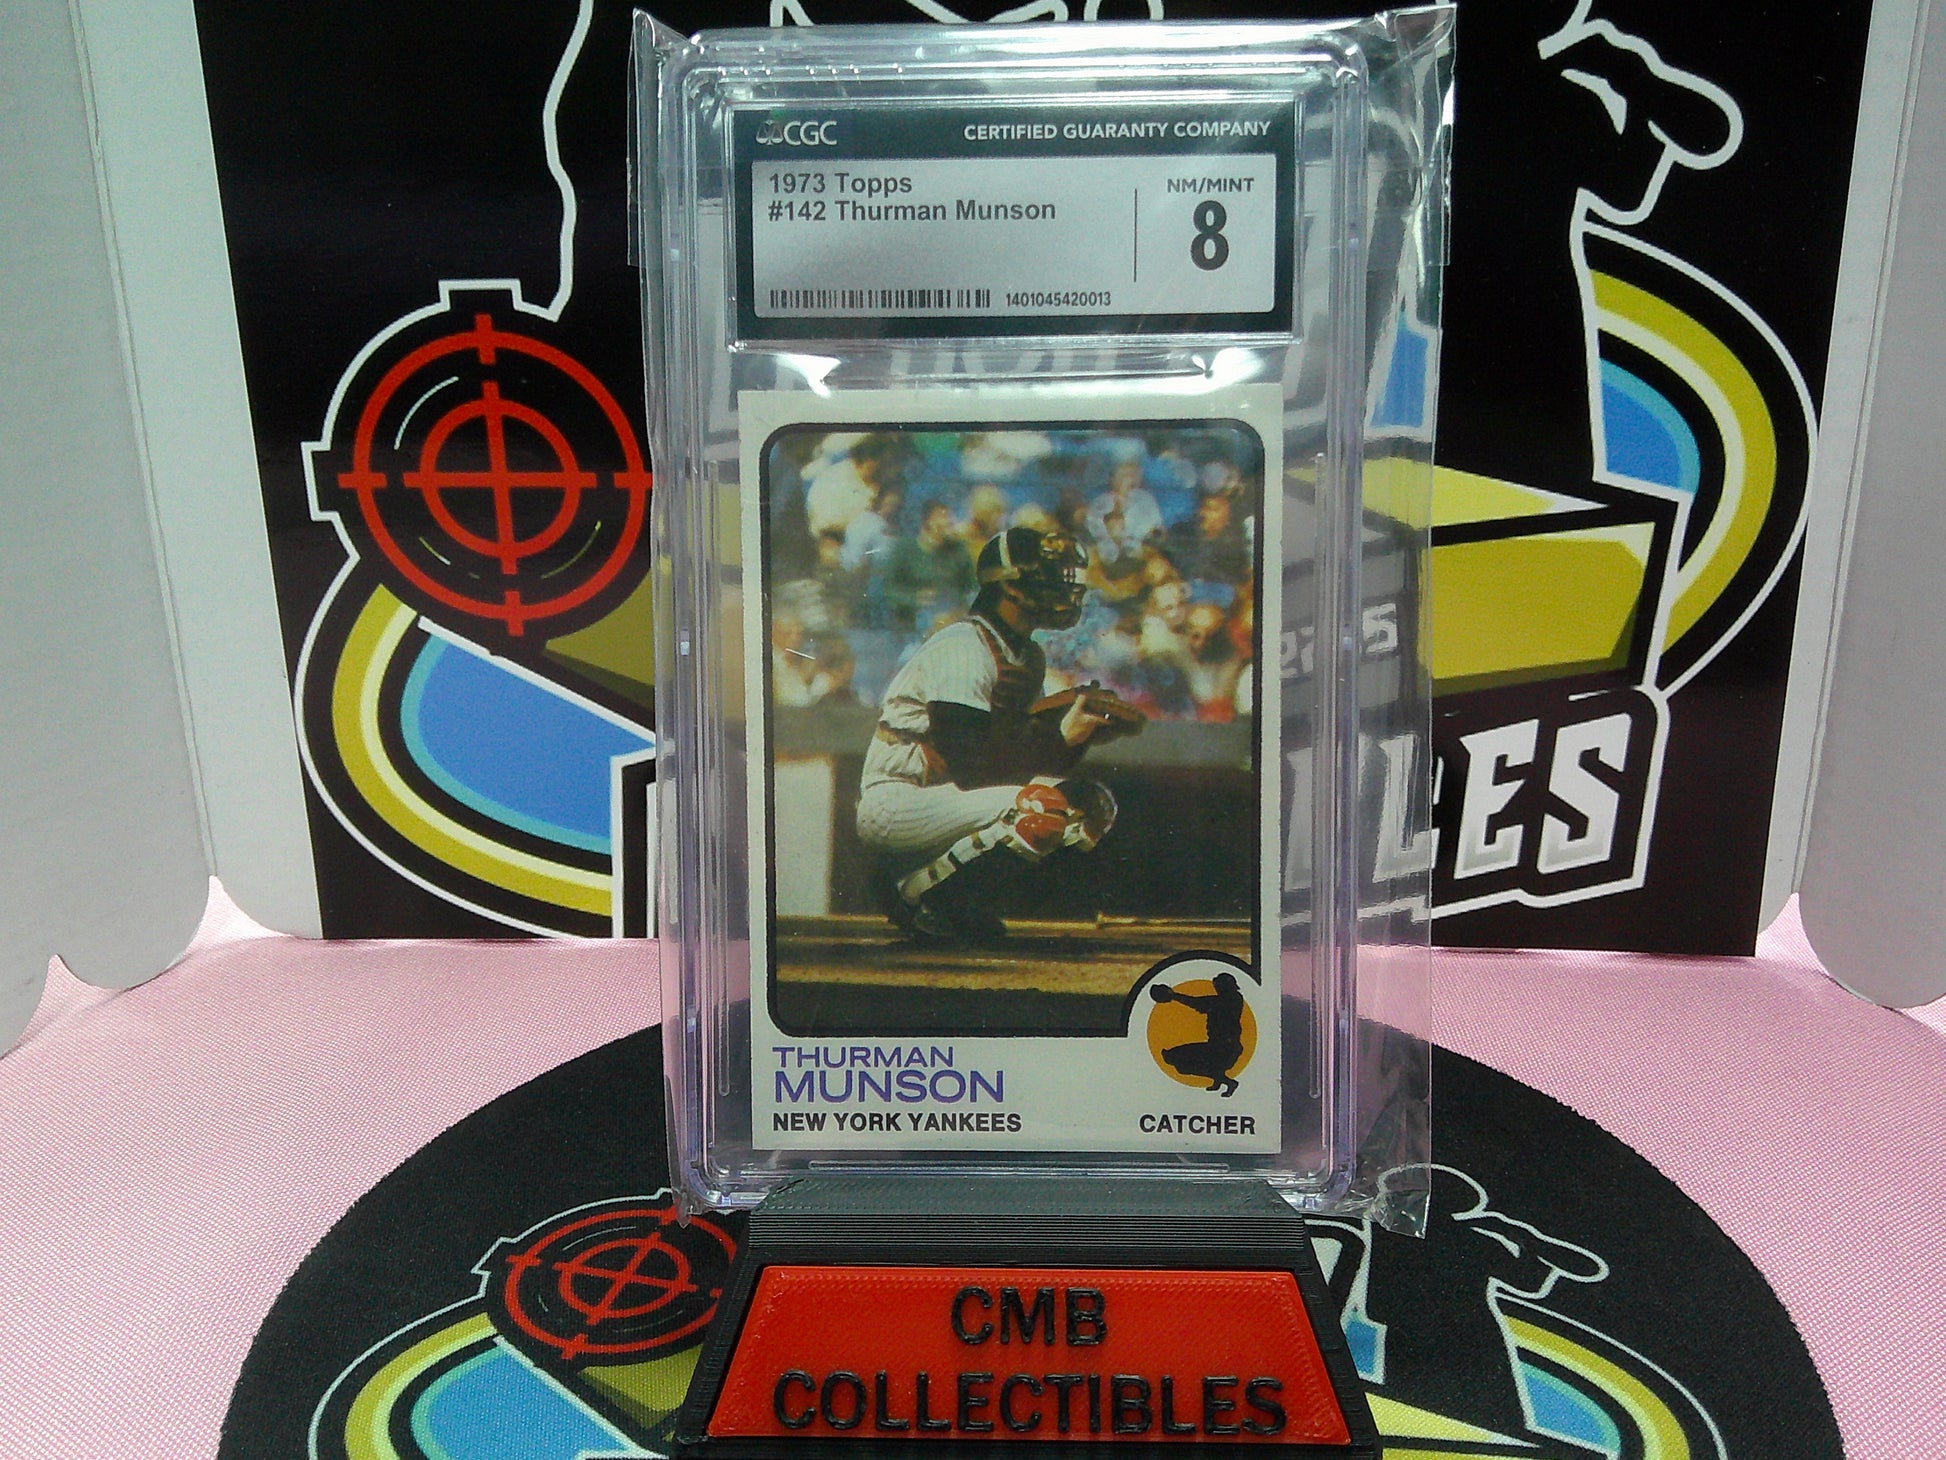 CGC
CERTIFIED GUARANTY COMPANY
1973 Topps
#142 Thurman Munson
NM/MINT
8
1401045420013
THURMAN
MUNSON
NEW YORK YANKEES
CATCHER
CMB
COLLECTIBLES